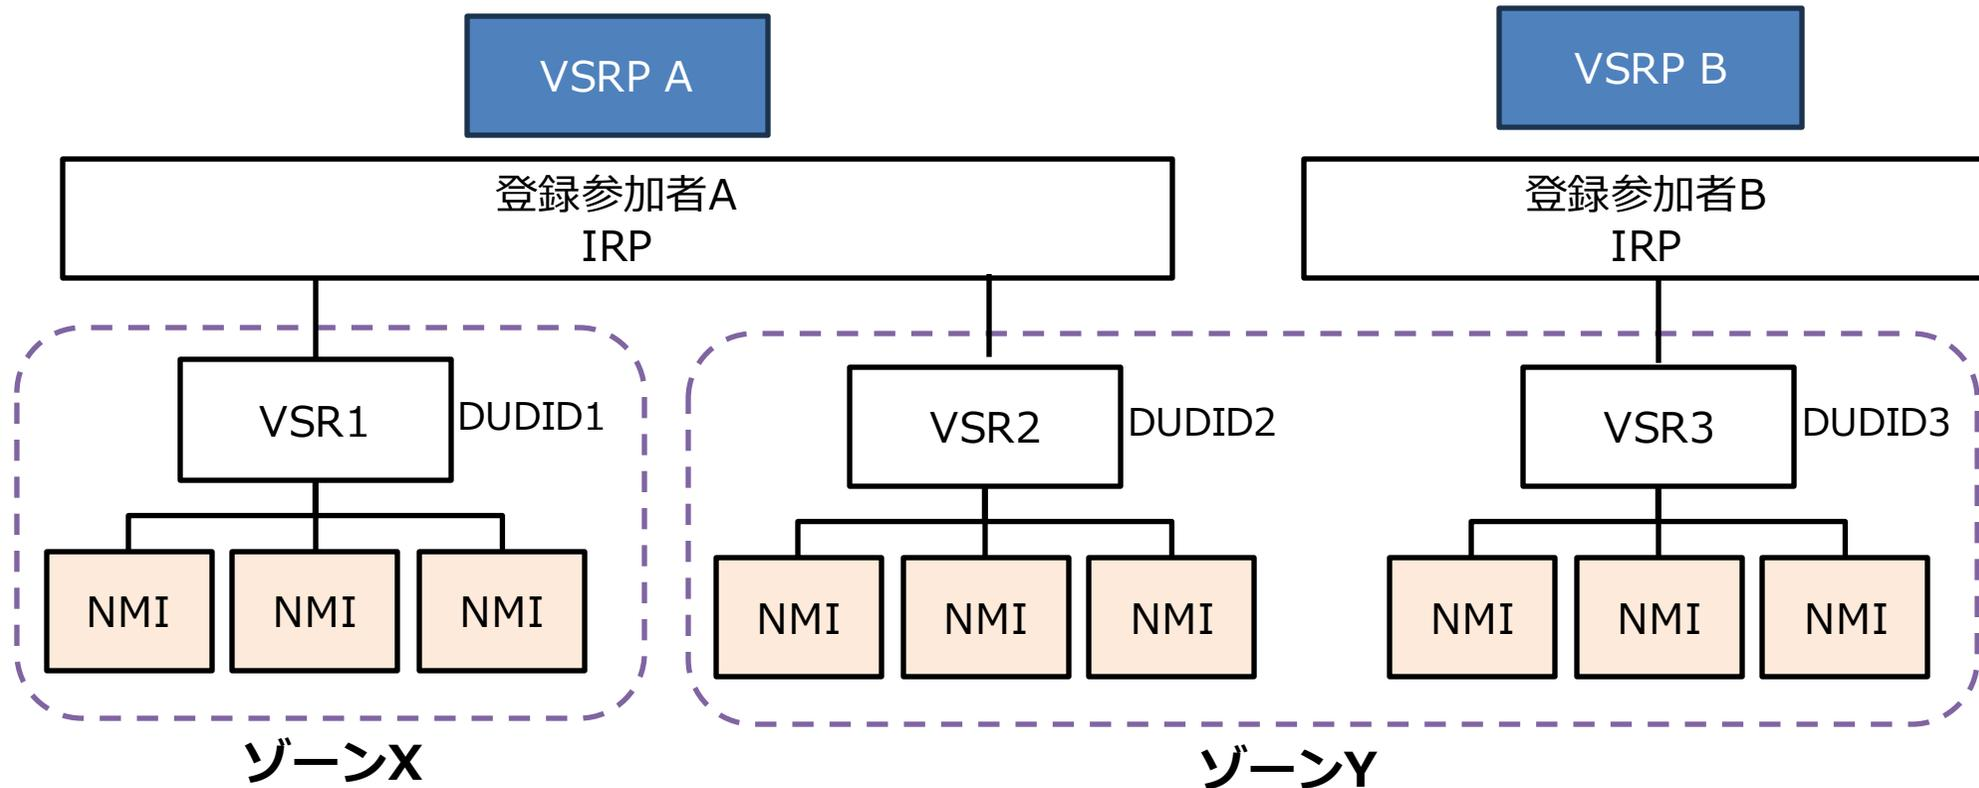 VSRP A
VSRP B
登録参加者A
IRP
登録参加者B
IRP
VSR1
DUDID1
VSR2
DUDID2
VSR3
DUDID3
NMI
NMI
NMI
NMI
NMI
NMI
NMI
NMI
NMI
ゾーンX
ゾーンY